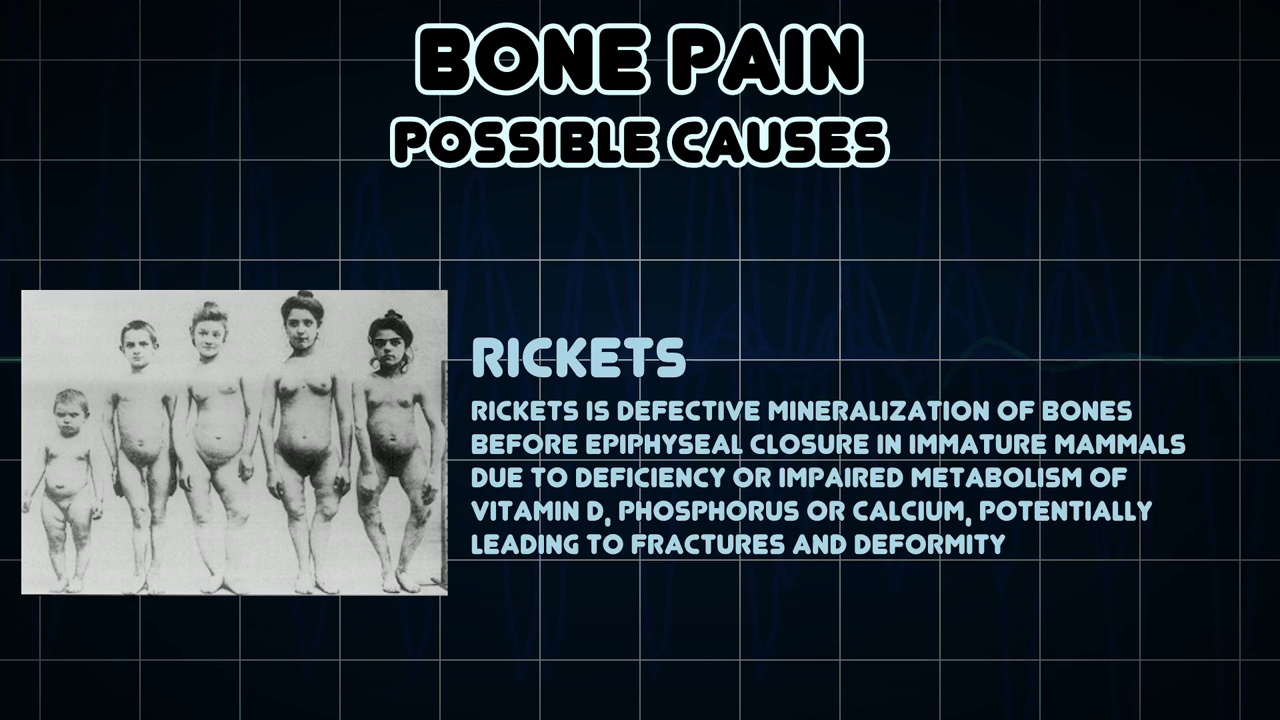 BONE PAIN
POSSIBLE CAUSES
RICKETS
RICKETS IS DEFECTIVE MINERALIZATION OF BONES
BEFORE EPIPHYSEAL CLOSURE IN IMMATURE MAMMALS
DUE TO DEFICIENCY OR IMPAIRED METABOLISM OF
VITAMIN D, PHOSPHORUS OR CALCIUM, POTENTIALLY
LEADING TO FRACTURES AND DEFORMITY